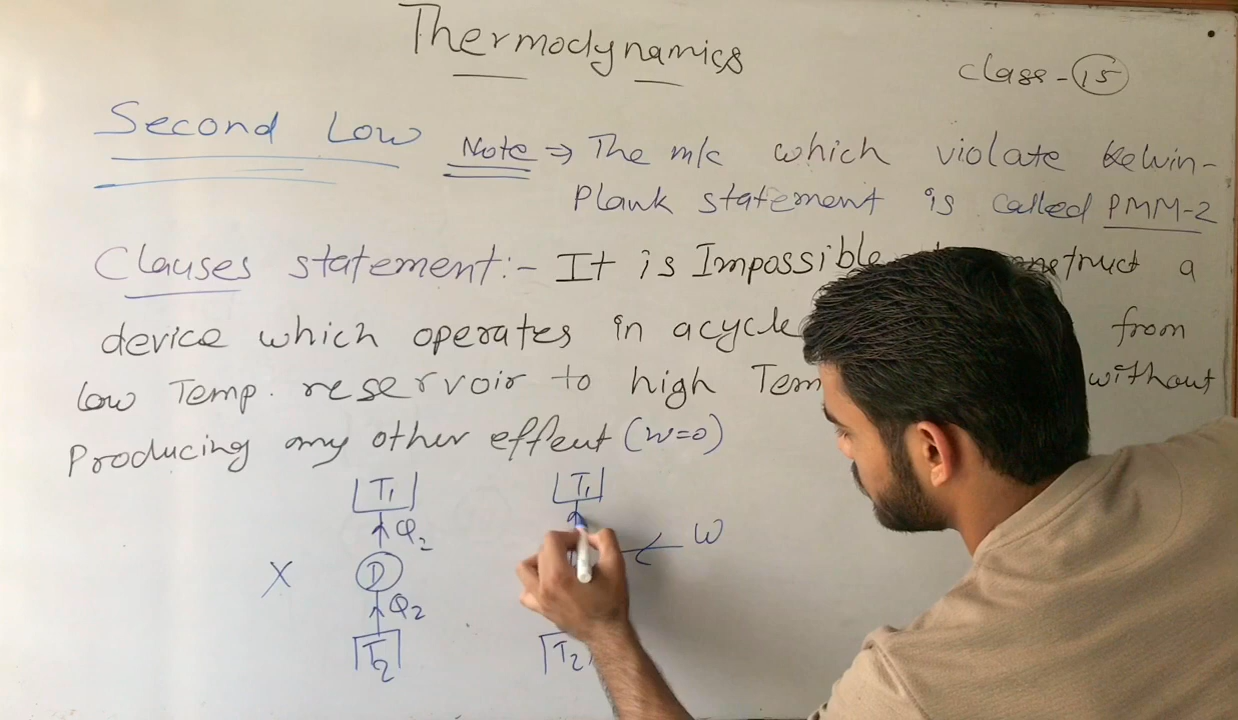 Thermodynamics
Class-15
Second Low
Note ⇒ The m/c which violate Kelwin-
Plank statement is called PMM-2
Clauses statement:- It is Impossible construct a
device which operates in acycle from
low Temp. reservoir to high Tem without
Producing any other effect (W=0)
T1 T1
Q2 W
X D
Q2
T2 T2